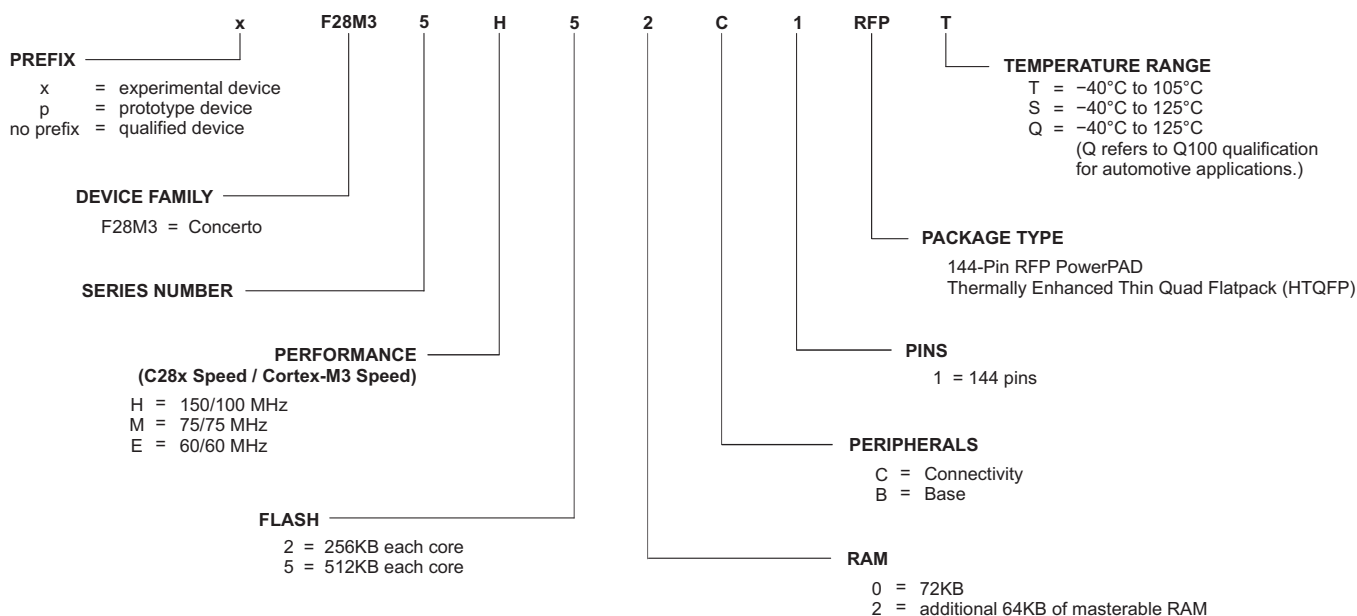 x F28M3 5 H 5 2 C 1 RFP T
PREFIX
x = experimental device
p = prototype device
no prefix = qualified device
TEMPERATURE RANGE
T = −40°C to 105°C
S = −40°C to 125°C
Q = −40°C to 125°C
(Q refers to Q100 qualification
for automotive applications.)
DEVICE FAMILY
F28M3 = Concerto
PACKAGE TYPE
144-Pin RFP PowerPAD
Thermally Enhanced Thin Quad Flatpack (HTQFP)
SERIES NUMBER
PERFORMANCE
(C28x Speed / Cortex-M3 Speed)
H = 150/100 MHz
M = 75/75 MHz
E = 60/60 MHz
PINS
1 = 144 pins
PERIPHERALS
C = Connectivity
B = Base
FLASH
2 = 256KB each core
5 = 512KB each core
RAM
0 = 72KB
2 = additional 64KB of masterable RAM